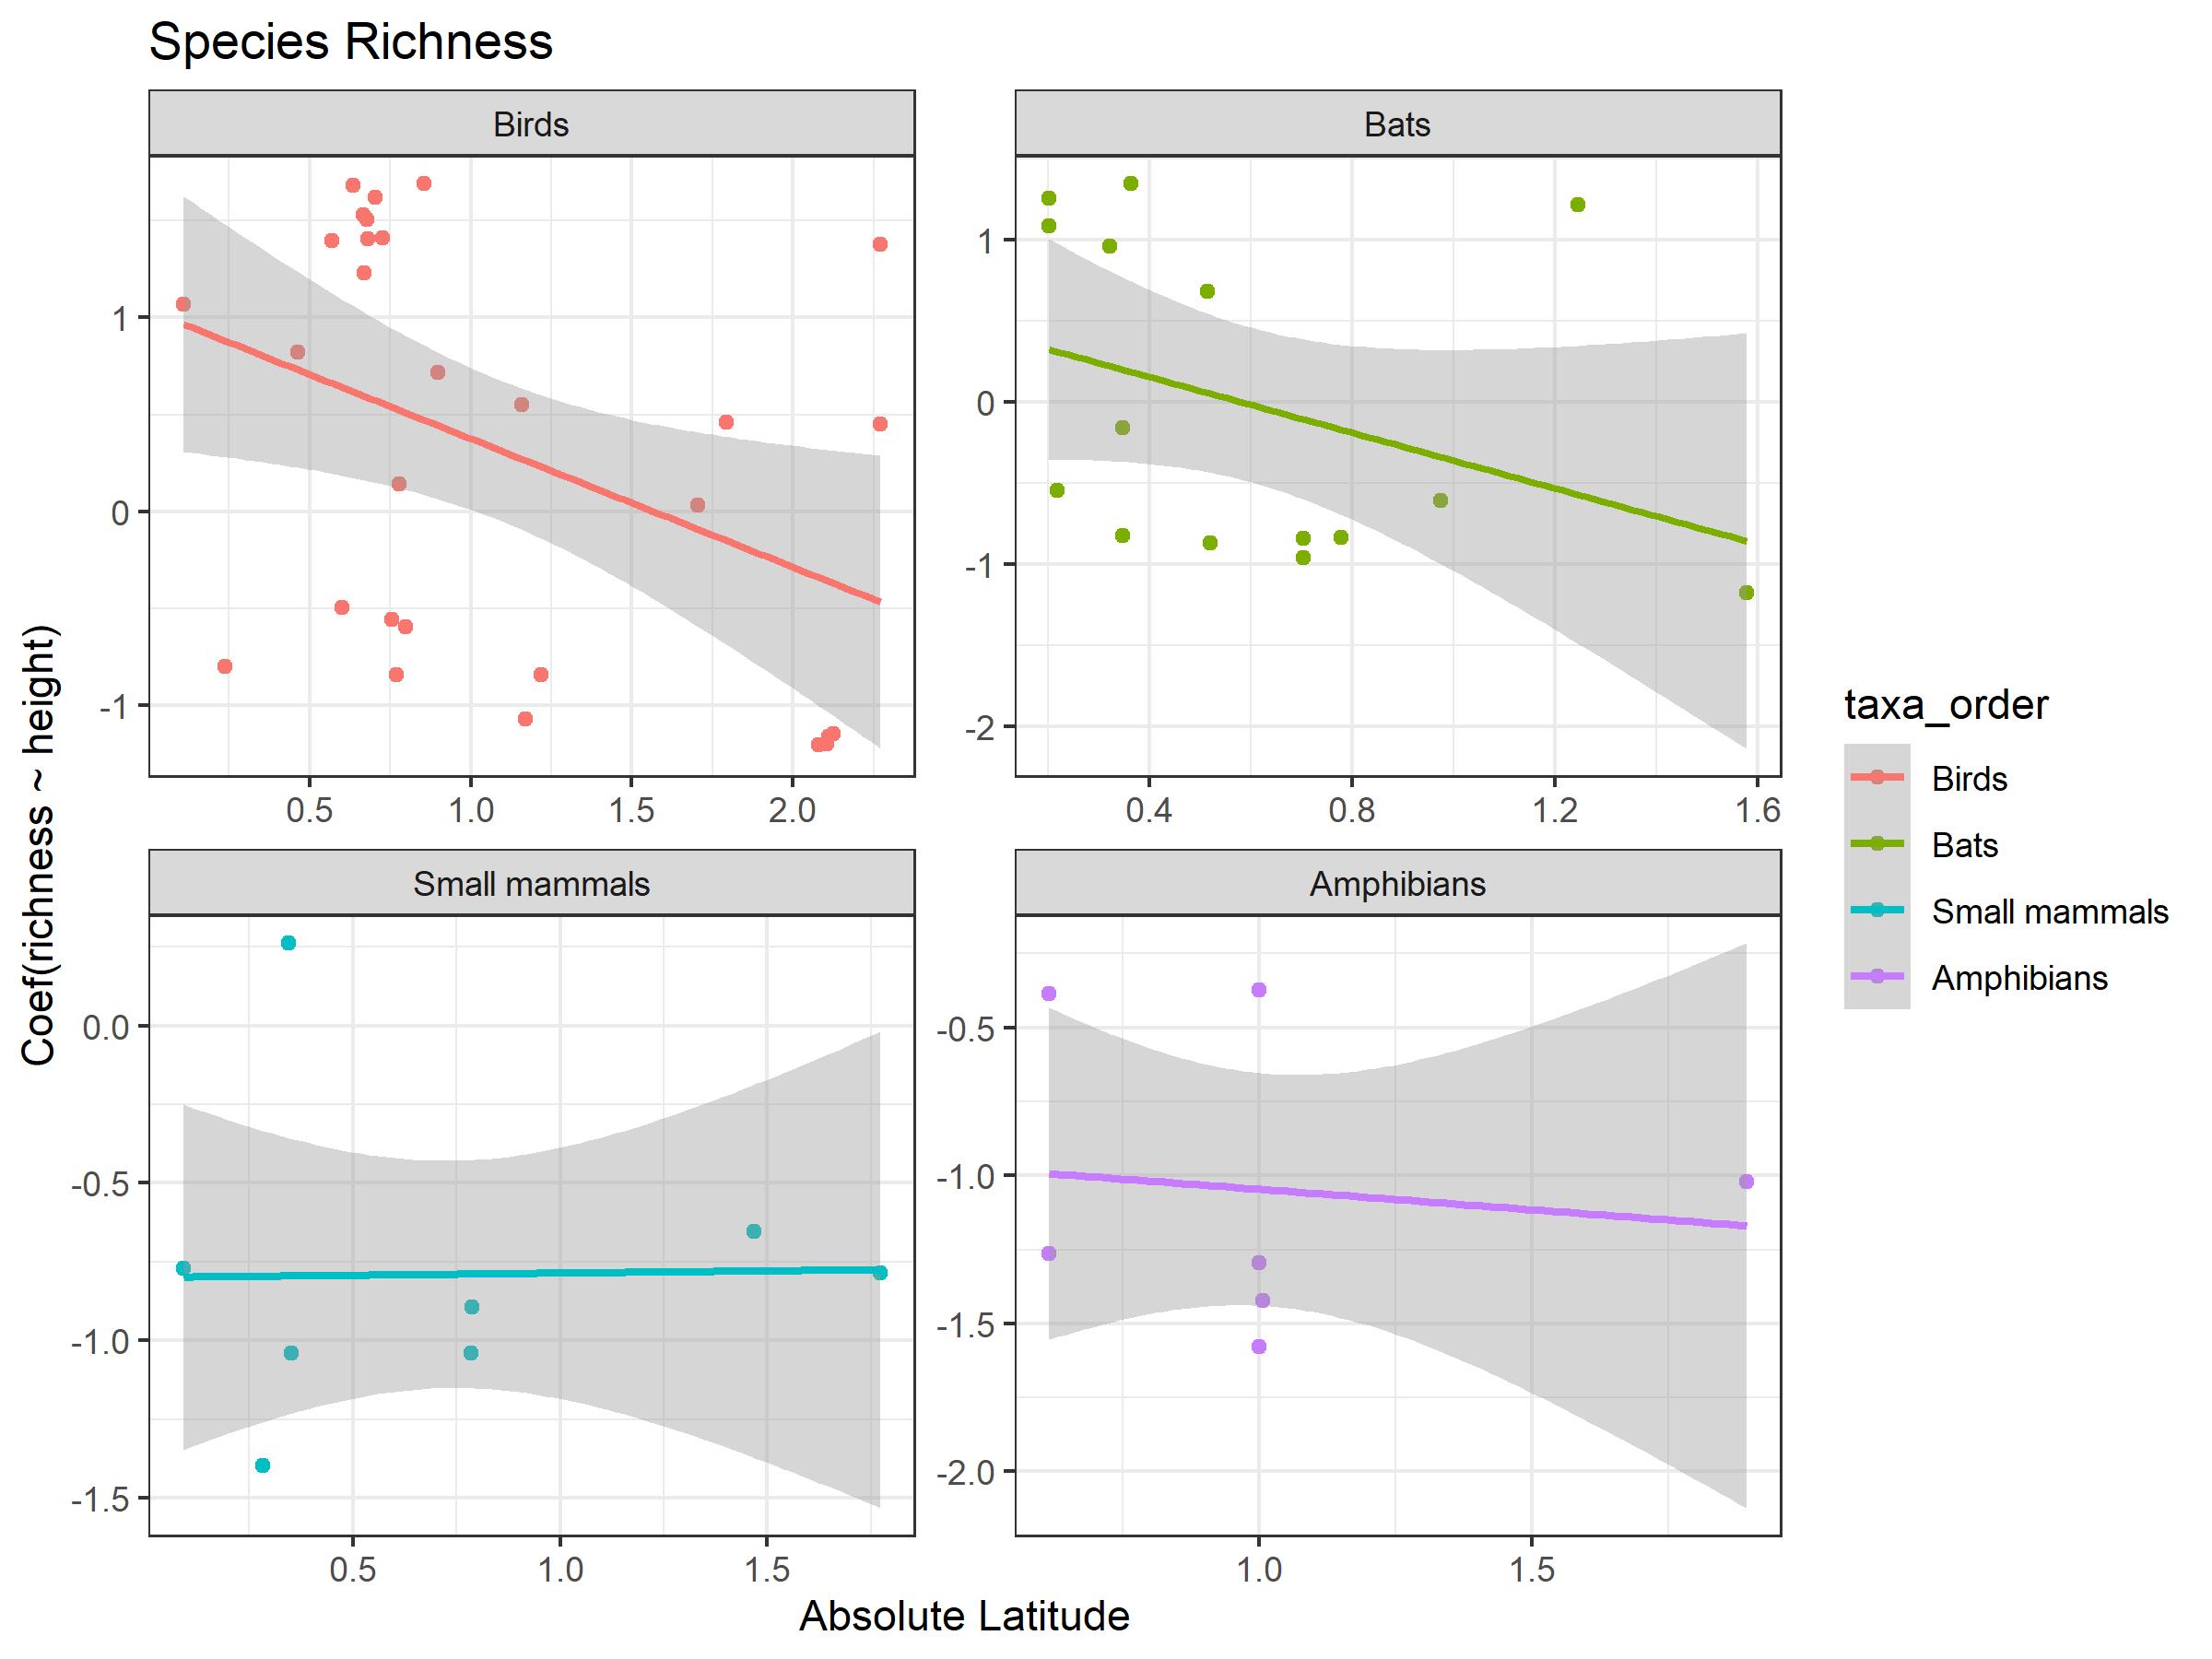 Species Richness
Birds
Bats
1
0
-1
1
0
-1
-2
0.5 1.0 1.5 2.0
0.4 0.8 1.2 1.6
Small mammals
Amphibians
0.0
-0.5
-1.0
-1.5
-0.5
-1.0
-1.5
-2.0
0.5 1.0 1.5
1.0 1.5
Coef(richness ~ height)
Absolute Latitude
taxa_order
Birds
Bats
Small mammals
Amphibians